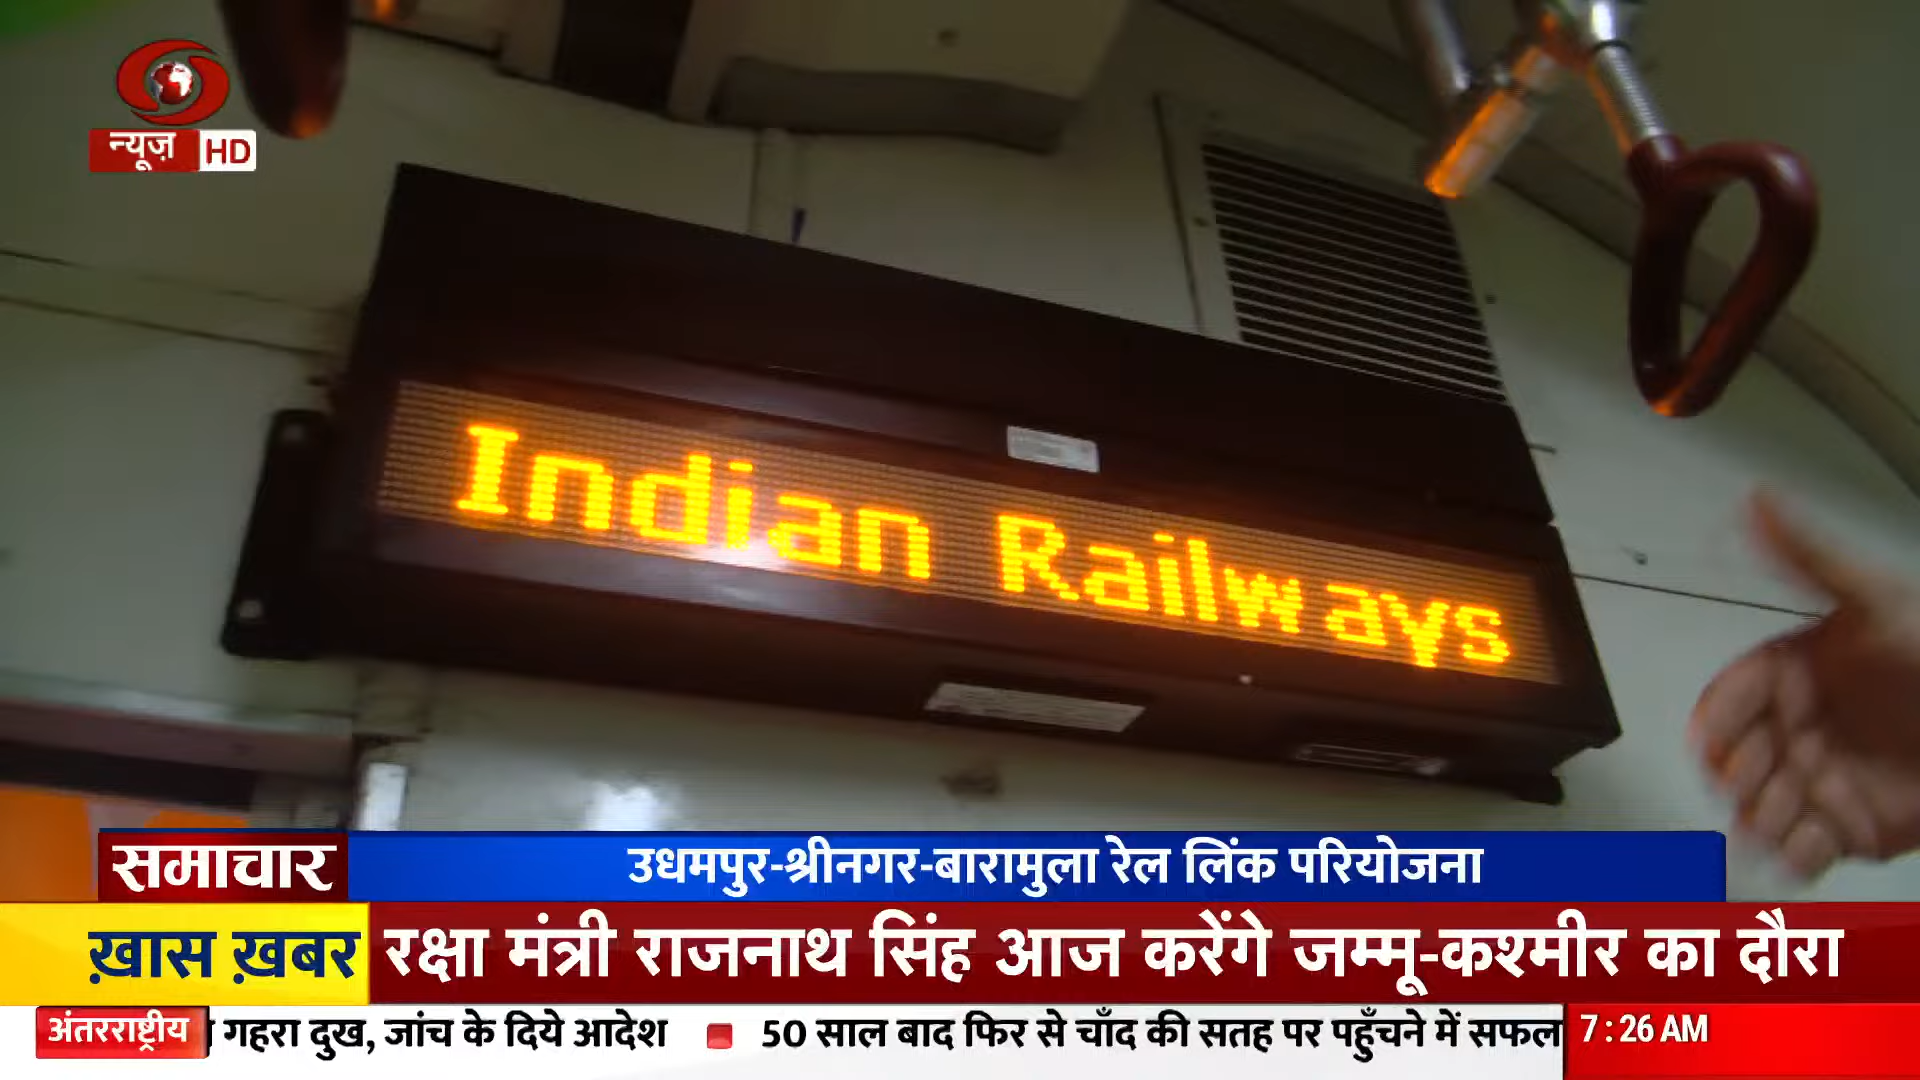 न्यूज़ HD
Indian Railways
समाचार
उधमपुर-श्रीनगर-बारामुला रेल लिंक परियोजना
ख़ास ख़बर
रक्षा मंत्री राजनाथ सिंह आज करेंगे जम्मू-कश्मीर का दौरा
अंतरराष्ट्रीय
गहरा दुख, जांच के दिये आदेश
50 साल बाद फिर से चाँद की सतह पर पहुँचने में सफल
7:26 AM